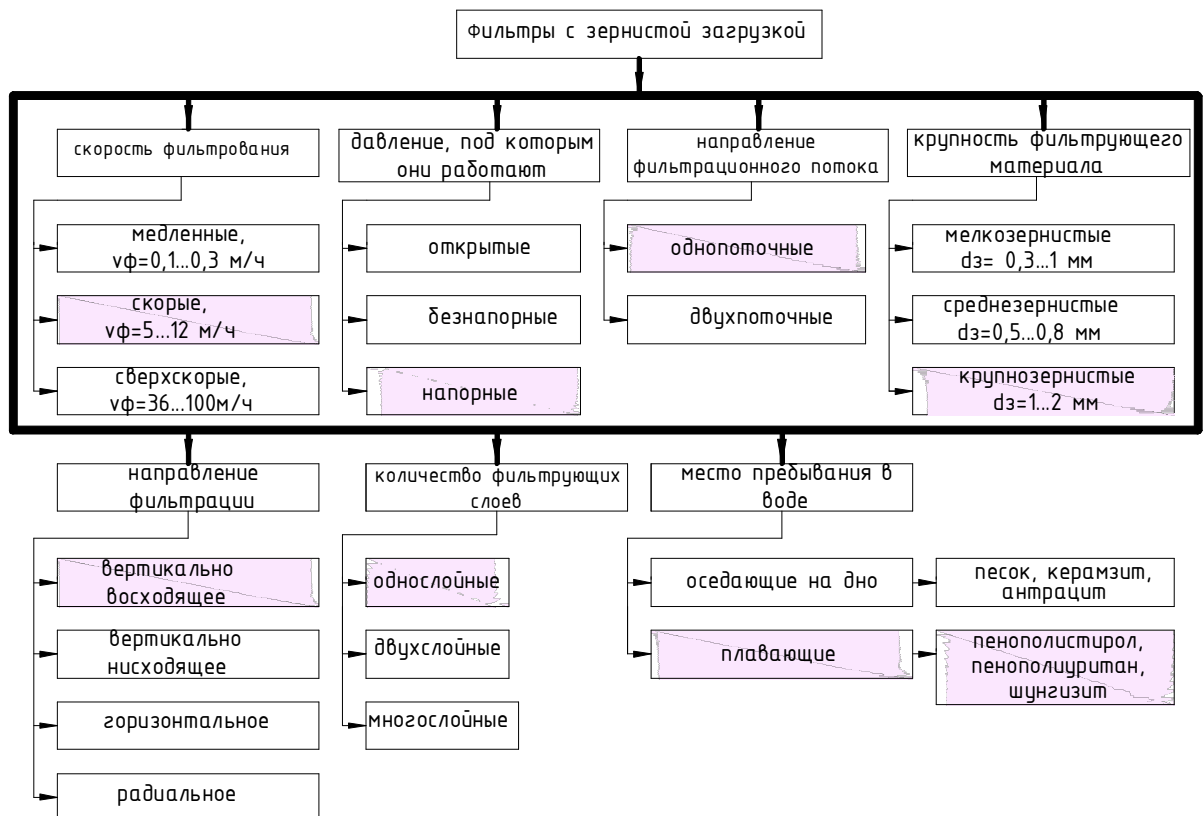 Фильтры с зернистой загрузкой
скорость фильтрования
медленные,
vф=0,1...0,3 м/ч
скорые,
vф=5...12 м/ч
сверхскорые,
vф=36...100м/ч
давление, под которым
они работают
открытые
безнапорные
напорные
направление
фильтрационного потока
однопоточные
двухпоточные
крупность фильтрующего
материала
мелкозернистые
dз= 0,3...1 мм
среднезернистые
dз=0,5...0,8 мм
крупнозернистые
dз=1...2 мм
направление
фильтрации
вертикально
восходящее
вертикально
нисходящее
горизонтальное
радиальное
количество фильтрующих
слоев
однослойные
двухслойные
многослойные
место пребывания в
воде
оседающие на дно
песок, керамзит,
антрацит
плавающие
пенополистирол,
пенополиуритан,
шунгизит